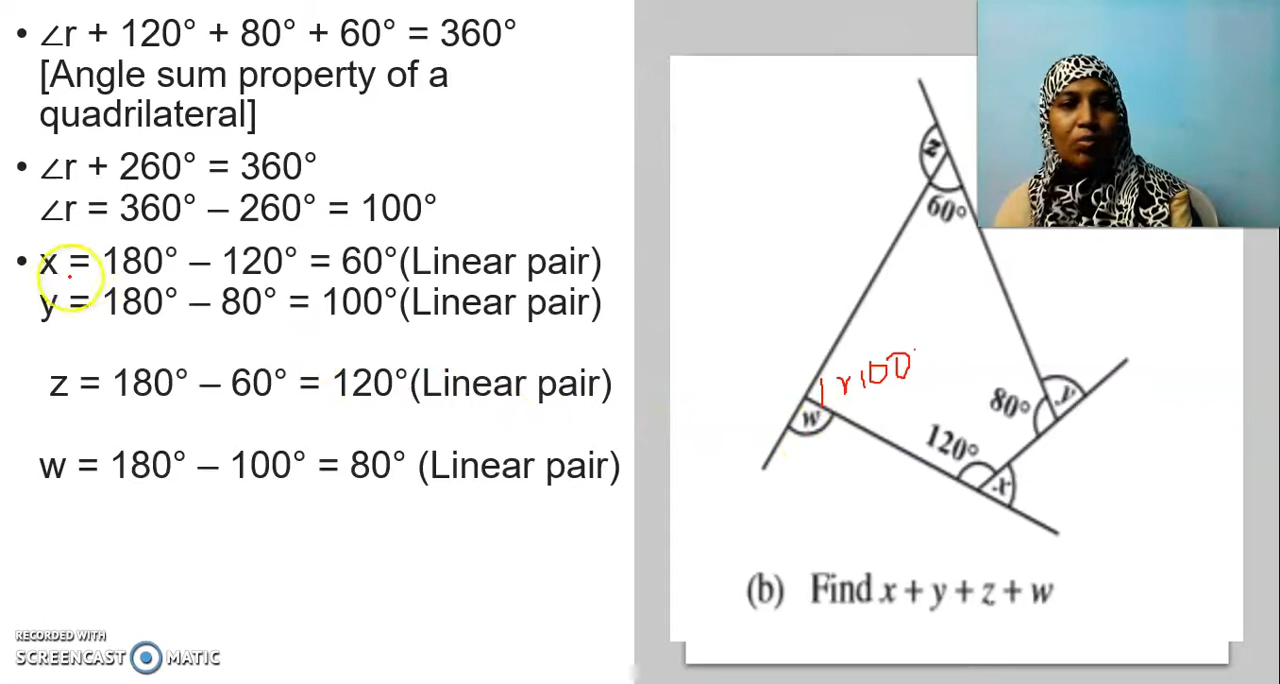 • ∠r + 120° + 80° + 60° = 360°
[Angle sum property of a
quadrilateral]
• ∠r + 260° = 360°
∠r = 360° – 260° = 100°
• x = 180° – 120° = 60°(Linear pair)
y = 180° – 80° = 100°(Linear pair)
z = 180° – 60° = 120°(Linear pair)
w = 180° – 100° = 80° (Linear pair)
RECORDED WITH
SCREENCAST MATIC
z
60°
r 100
w
80°
y
120°
x
(b) Find x + y + z + w